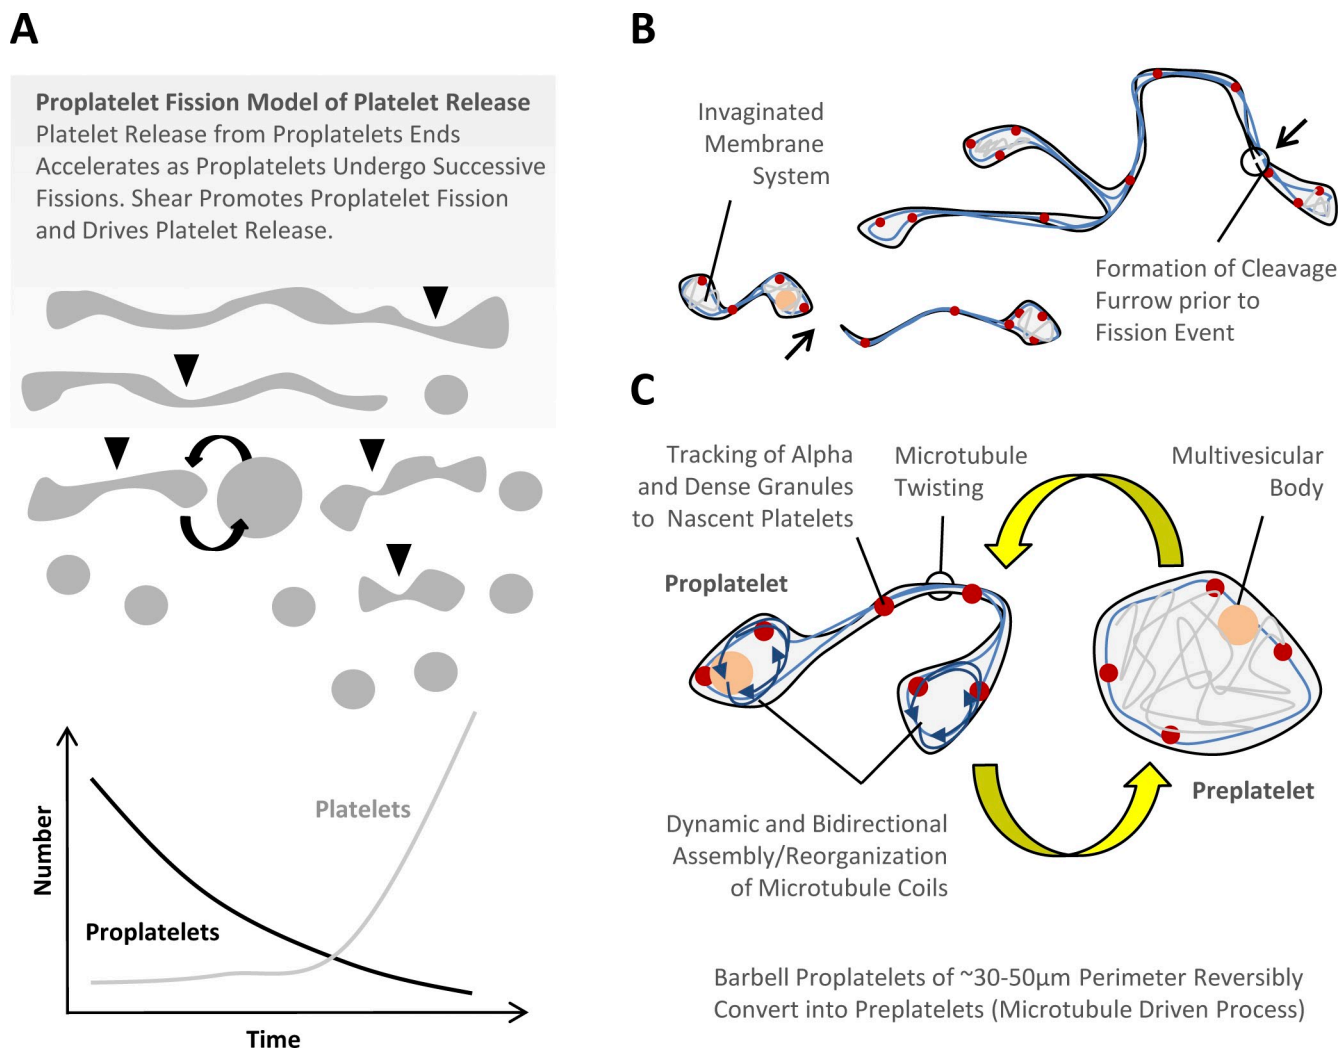 A
Proplatelet Fission Model of Platelet Release
Platelet Release from Proplatelets Ends
Accelerates as Proplatelets Undergo Successive
Fissions. Shear Promotes Proplatelet Fission
and Drives Platelet Release.
Number
Platelets
Proplatelets
Time
B
Invaginated
Membrane
System
Formation of Cleavage
Furrow prior to
Fission Event
C
Tracking of Alpha
and Dense Granules
to Nascent Platelets
Microtubule
Twisting
Multivesicular
Body
Proplatelet
Preplatelet
Dynamic and Bidirectional
Assembly/Reorganization
of Microtubule Coils
Barbell Proplatelets of ~30-50µm Perimeter Reversibly
Convert into Preplatelets (Microtubule Driven Process)